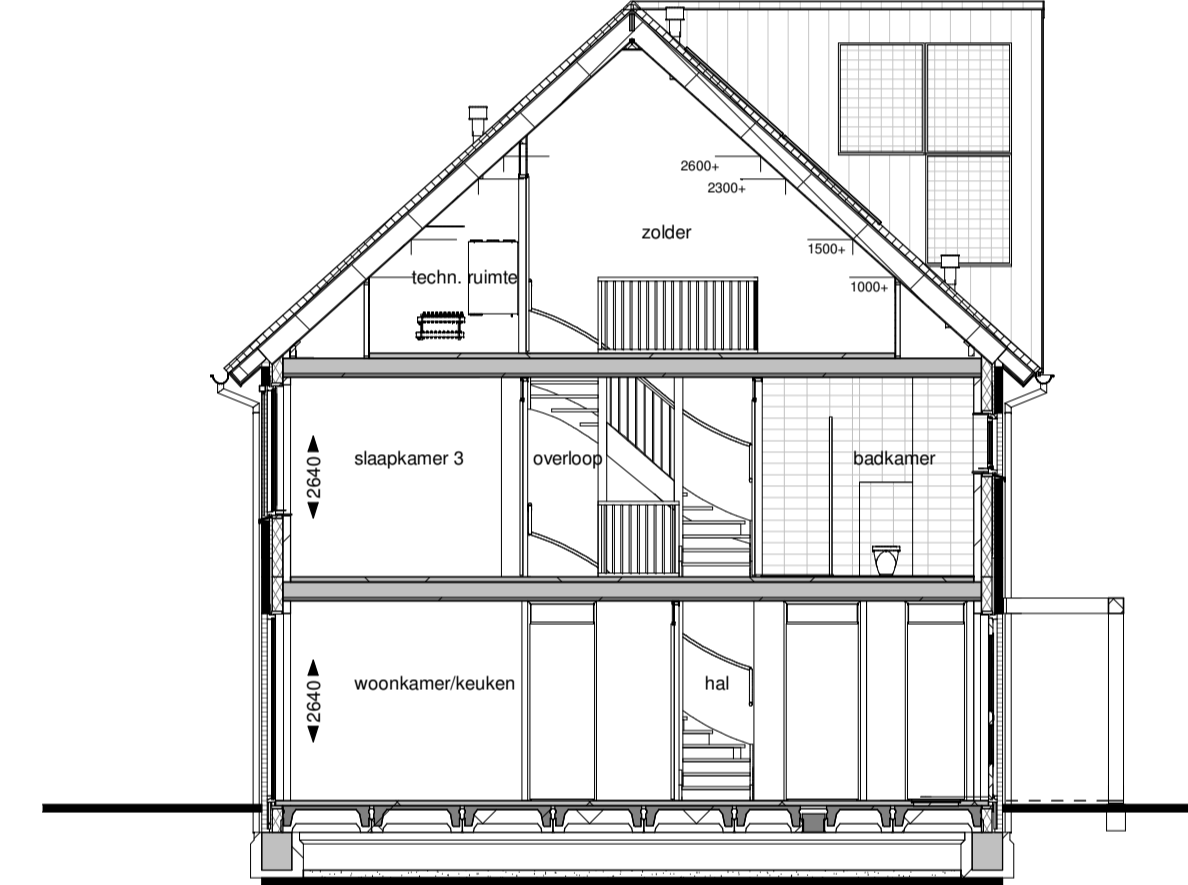 2600+
2300+
zolder
1500+
techn. ruimte
1000+
2640
slaapkamer 3
overloop
badkamer
2640
woonkamer/keuken
hal